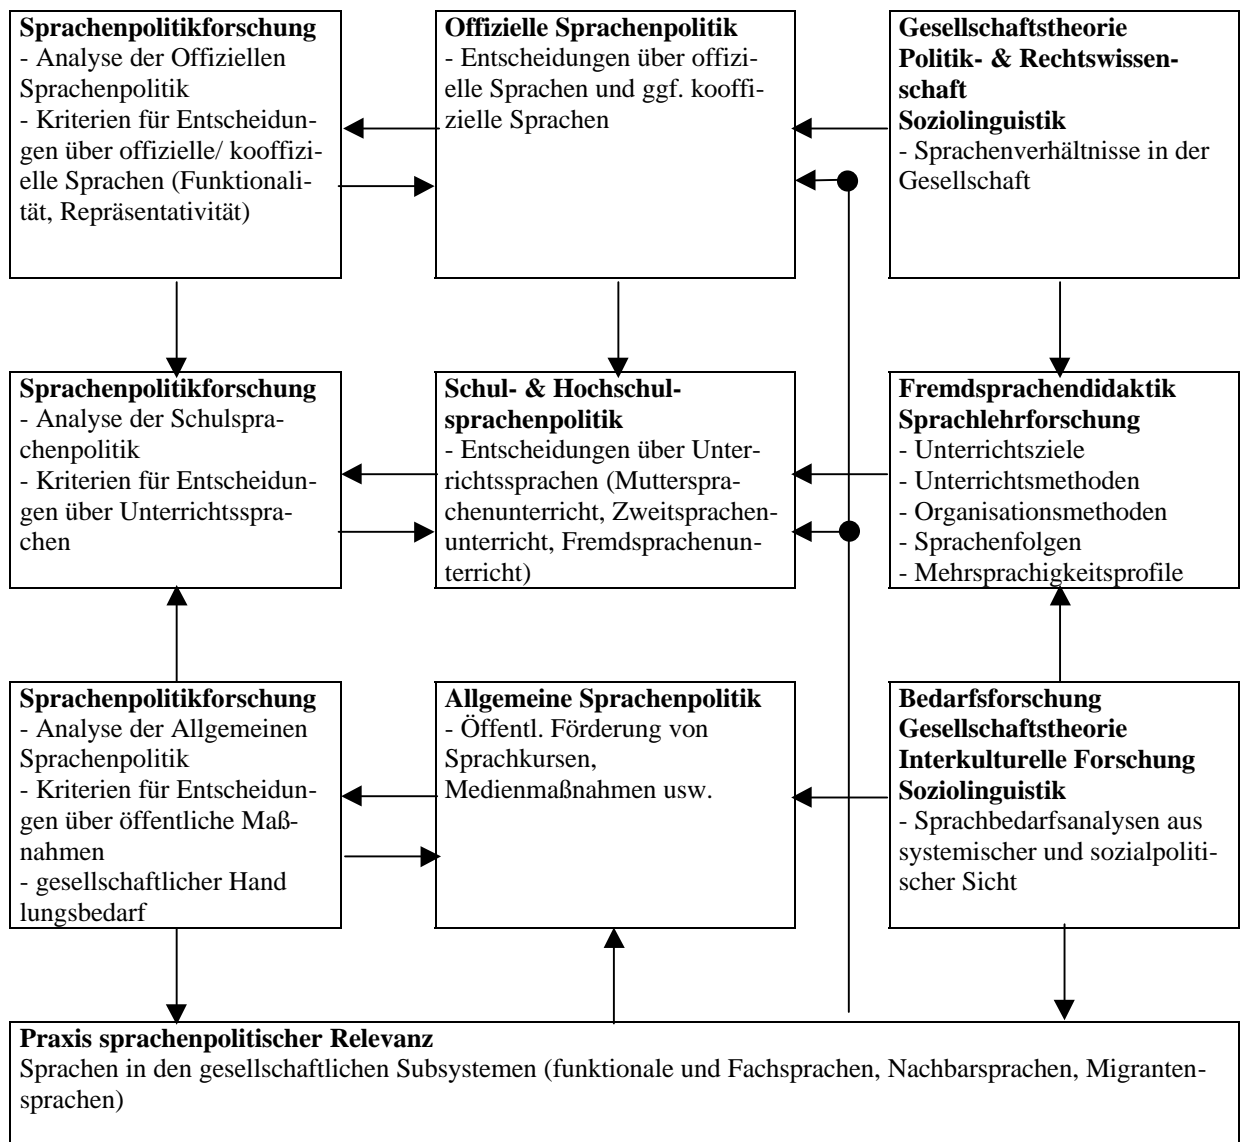 Sprachenpolitikforschung
- Analyse der Offiziellen
Sprachenpolitik
- Kriterien für Entscheidun-
gen über offizielle/ kooffizi-
elle Sprachen (Funktionali-
tät, Repräsentativität)
Offizielle Sprachenpolitik
- Entscheidungen über offizi-
elle Sprachen und ggf. kooffi-
zielle Sprachen
Gesellschaftstheorie
Politik- & Rechtswissen-
schaft
Soziolinguistik
- Sprachenverhältnisse in der
Gesellschaft
Sprachenpolitikforschung
- Analyse der Schulspra-
chenpolitik
- Kriterien für Entscheidun-
gen über Unterrichtsspra-
chen
Schul- & Hochschul-
sprachenpolitik
- Entscheidungen über Unter-
richtssprachen (Mutterspra-
chenunterricht, Zweitsprachen-
unterricht, Fremdsprachenun-
terricht)
Fremdsprachendidaktik
Sprachlehrforschung
- Unterrichtsziele
- Unterrichtsmethoden
- Organisationsmethoden
- Sprachenfolgen
- Mehrsprachigkeitsprofile
Sprachenpolitikforschung
- Analyse der Allgemeinen
Sprachenpolitik
- Kriterien für Entscheidun-
gen über öffentliche Maß-
nahmen
- gesellschaftlicher Hand
lungsbedarf
Allgemeine Sprachenpolitik
- Öffentl. Förderung von
Sprachkursen,
Medienmaßnahmen usw.
Bedarfsforschung
Gesellschaftstheorie
Interkulturelle Forschung
Soziolinguistik
- Sprachbedarfsanalysen aus
systemischer und sozialpoliti-
scher Sicht
Praxis sprachenpolitischer Relevanz
Sprachen in den gesellschaftlichen Subsystemen (funktionale und Fachsprachen, Nachbarsprachen, Migranten-
sprachen)